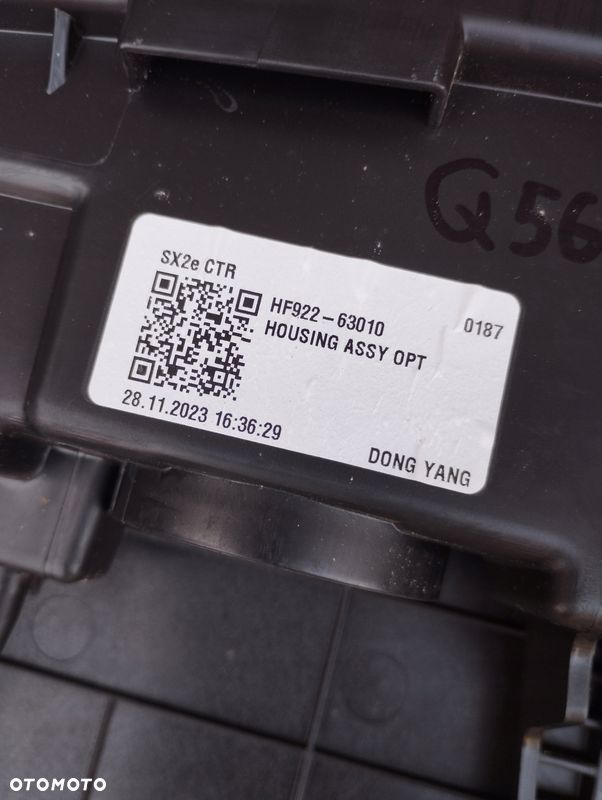 Q56
SX2e CTR
HF922-63010 0187
HOUSING ASSY OPT
28.11.2023 16:36:29
DONG YANG
OTOMOTO